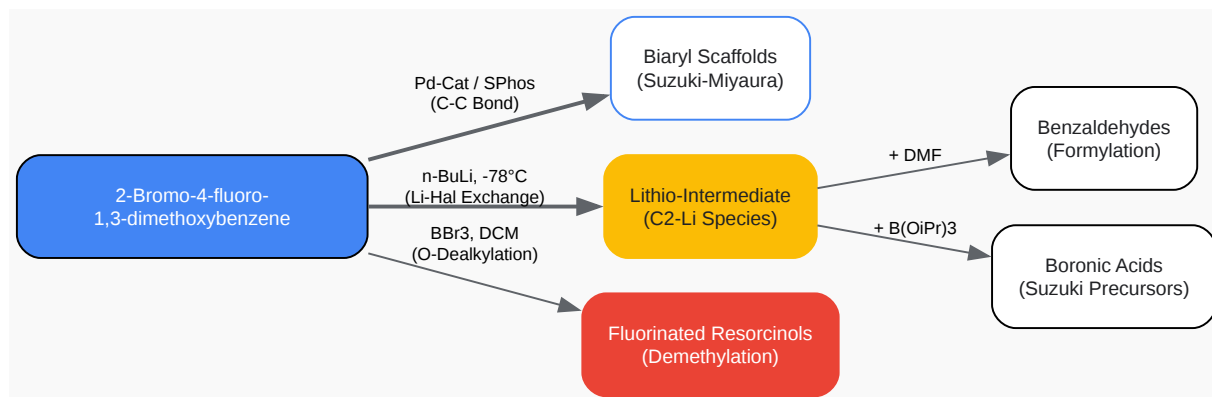 Biaryl Scaffolds
(Suzuki-Miyaura)
Pd-Cat / SPhos
(C-C Bond)
Benzaldehydes
(Formylation)
+ DMF
2-Bromo-4-fluoro-
1,3-dimethoxybenzene
n-BuLi, -78°C
(Li-Hal Exchange)
Lithio-Intermediate
(C2-Li Species)
+ B(OiPr)3
BBr3, DCM
(O-Dealkylation)
Boronic Acids
(Suzuki Precursors)
Fluorinated Resorcinols
(Demethylation)